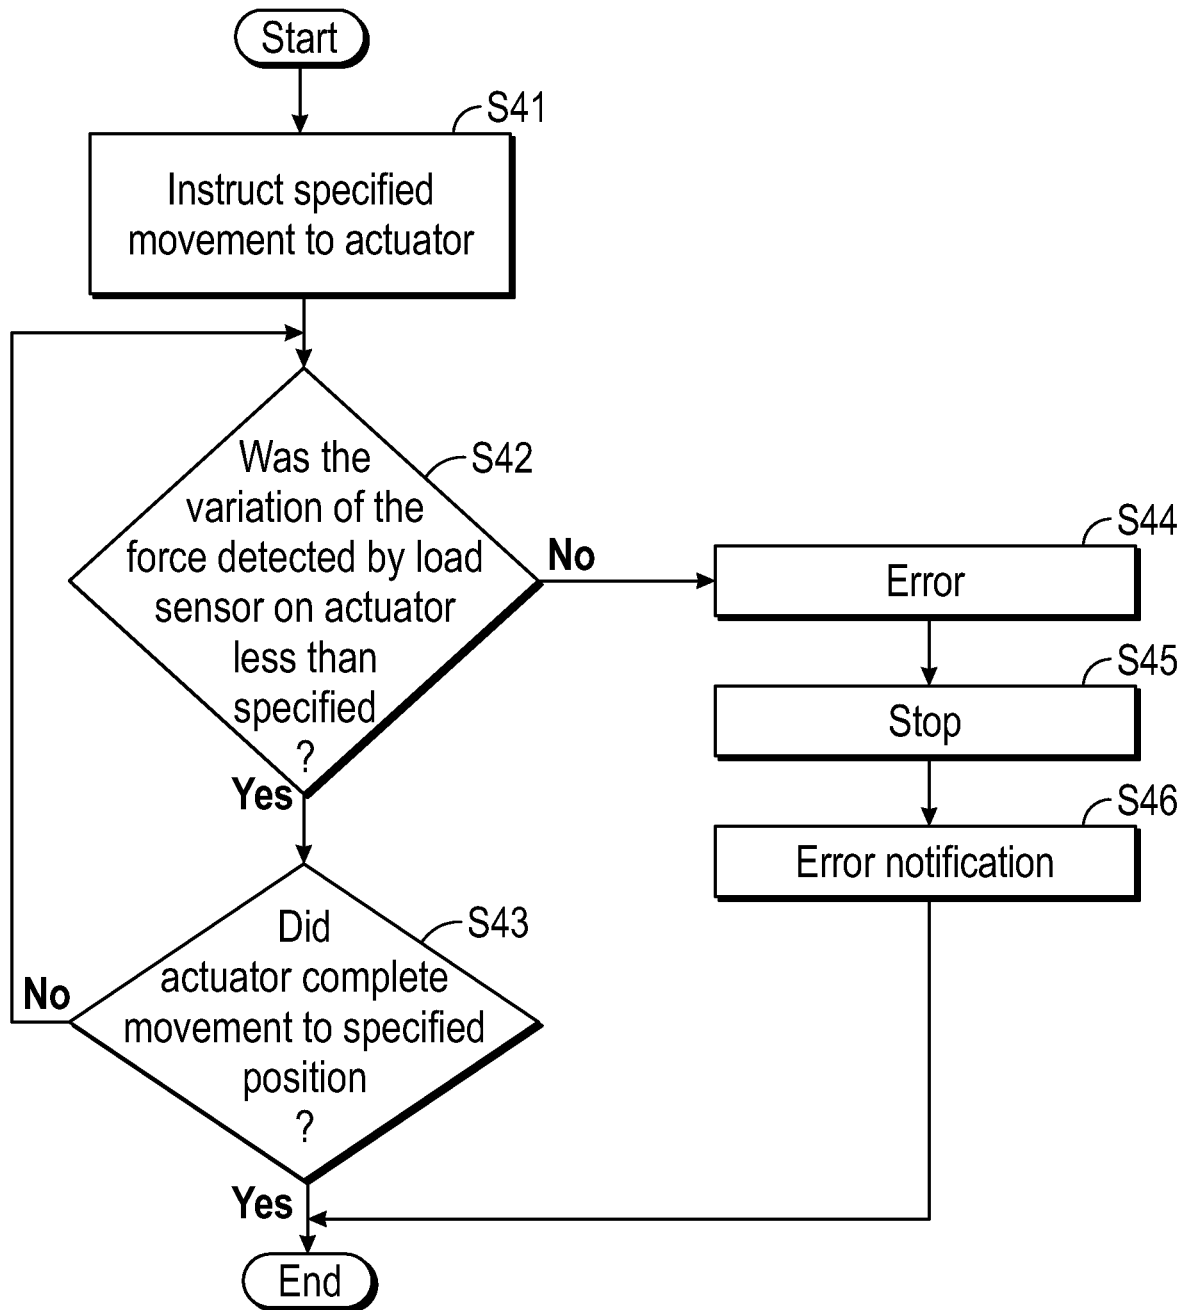 Start
S41
Instruct specified
movement to actuator
S42
Was the
variation of the
force detected by load
sensor on actuator
less than
specified
?
No
Yes
S44
Error
S45
Stop
S46
Error notification
S43
Did
actuator complete
movement to specified
position
?
No
Yes
End